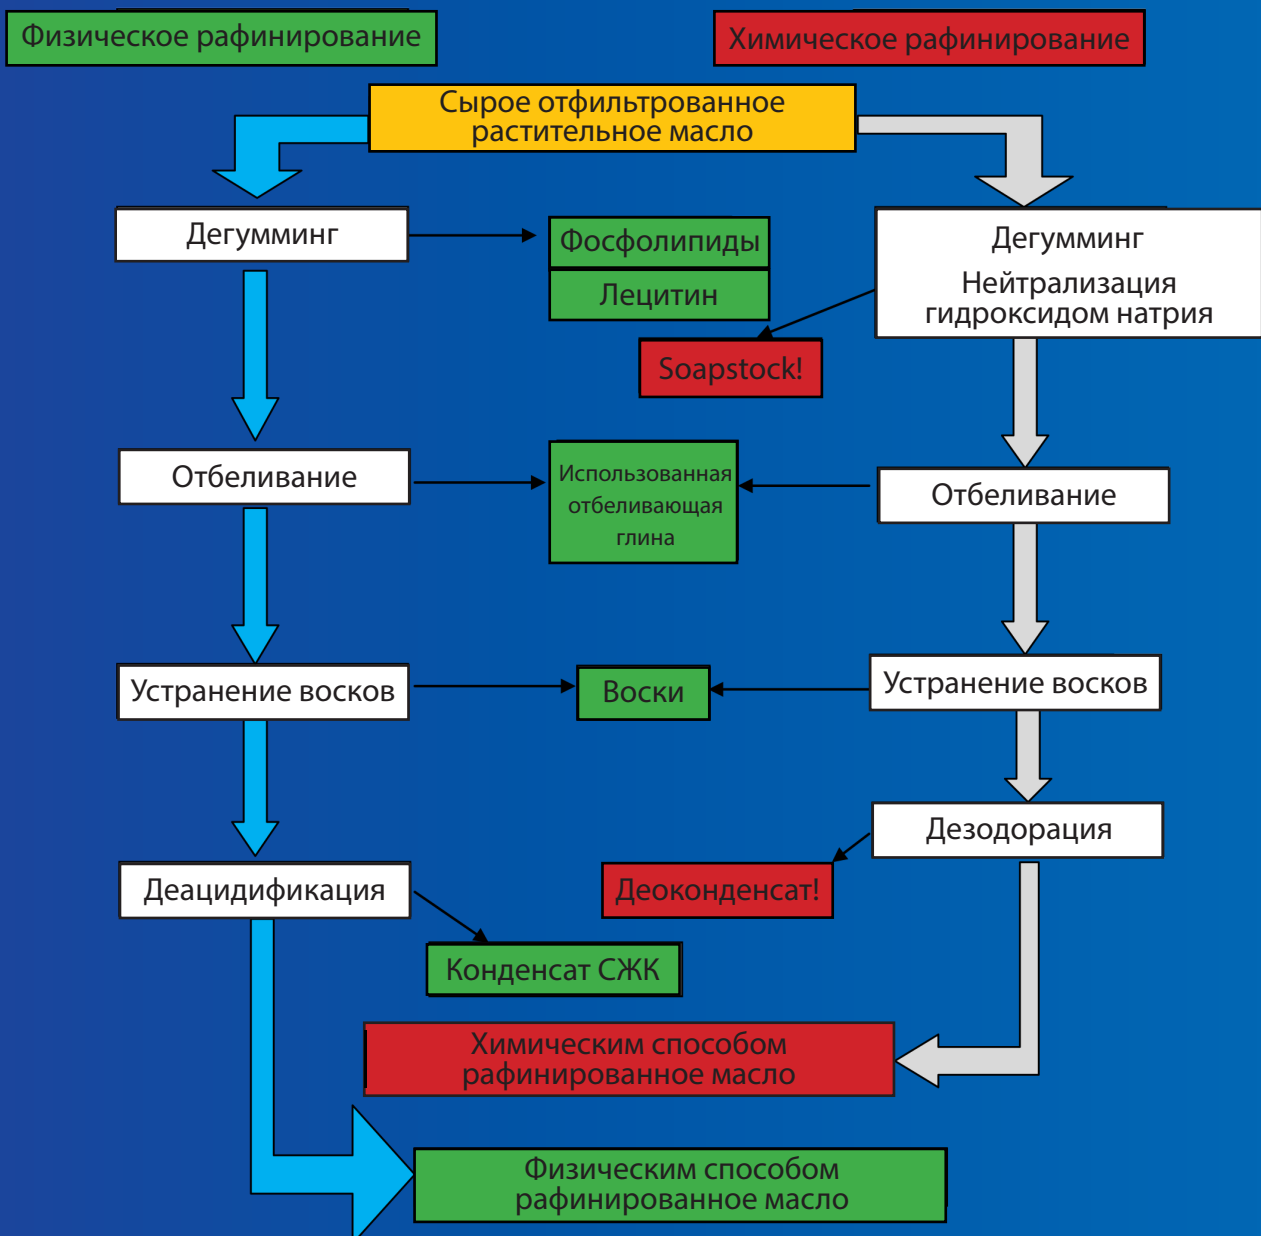 Физическое рафинирование
Химическое рафинирование
Сырое отфильтрованное
растительное масло
Дегумминг
Фосфолипиды
Лецитин
Дегумминг
Нейтрализация
гидроксидом натрия
Soapstock!
Отбеливание
Использованная
отбеливающая
глина
Отбеливание
Устранение восков
Воски
Устранение восков
Дезодорация
Деацидификация
Деоконденсат!
Конденсат СЖК
Химическим способом
рафинированное масло
Физическим способом
рафинированное масло